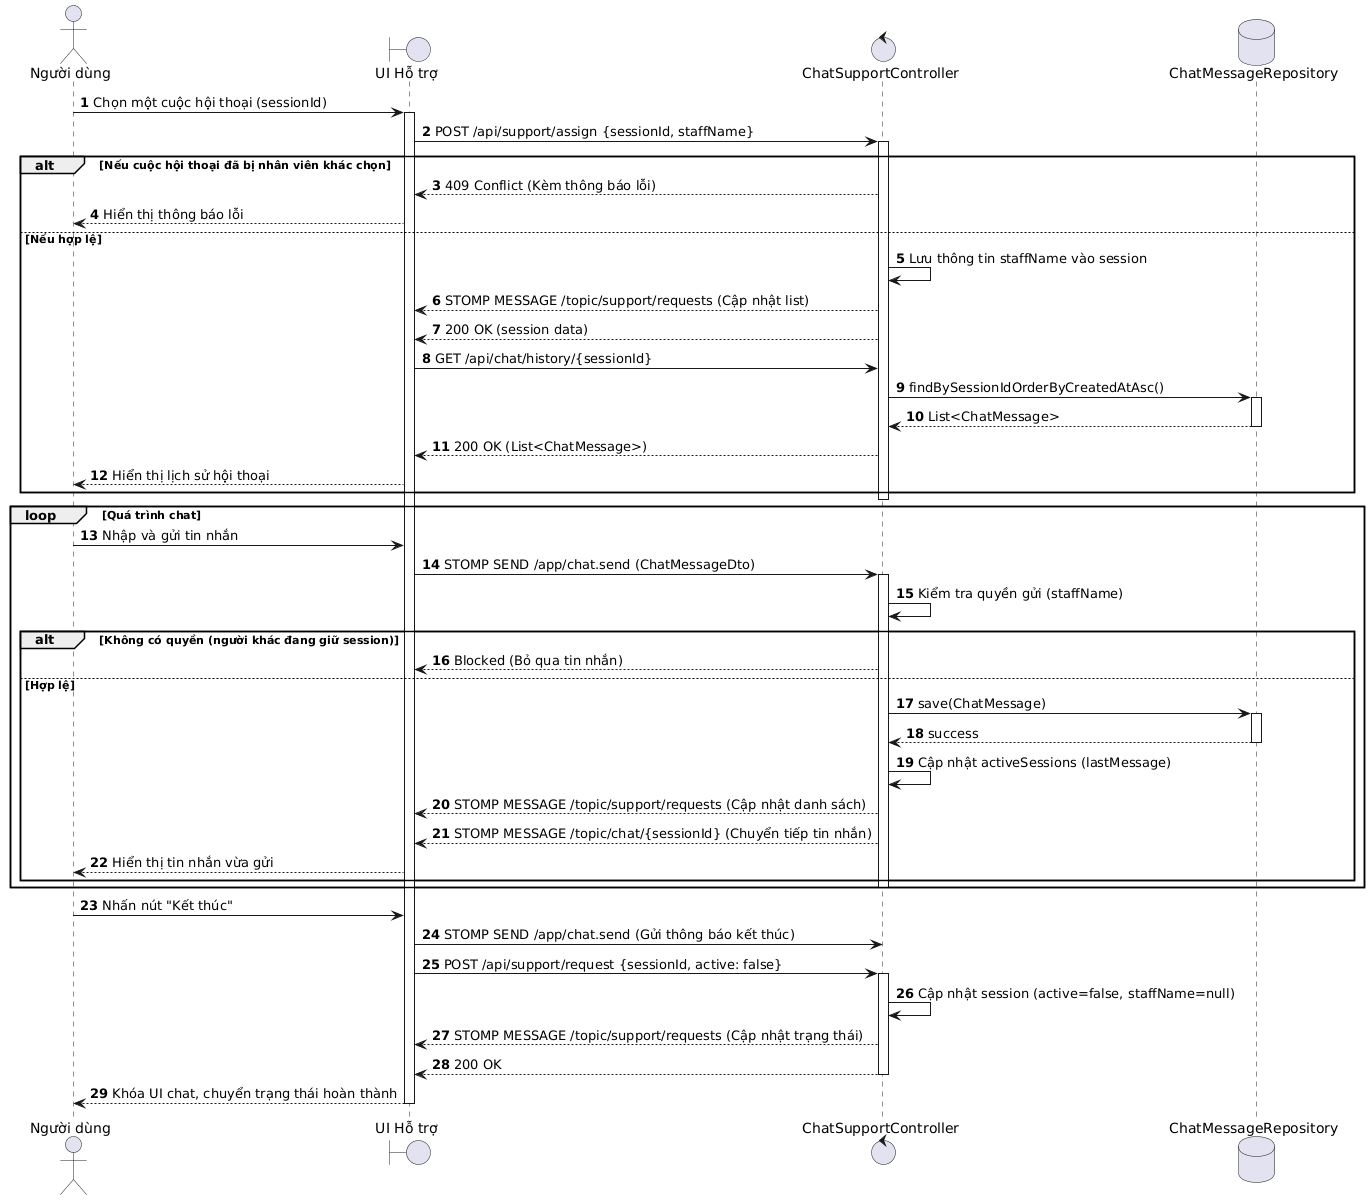 Người dùng
UI Hỗ trợ
ChatSupportController
ChatMessageRepository
1 Chọn một cuộc hội thoại (sessionId)
2 POST /api/support/assign {sessionId, staffName}
alt [Nếu cuộc hội thoại đã bị nhân viên khác chọn]
3 409 Conflict (Kèm thông báo lỗi)
4 Hiển thị thông báo lỗi
[Nếu hợp lệ]
5 Lưu thông tin staffName vào session
6 STOMP MESSAGE /topic/support/requests (Cập nhật list)
7 200 OK (session data)
8 GET /api/chat/history/{sessionId}
9 findBySessionIdOrderByCreatedAtAsc()
10 List<ChatMessage>
11 200 OK (List<ChatMessage>)
12 Hiển thị lịch sử hội thoại
loop [Quá trình chat]
13 Nhập và gửi tin nhắn
14 STOMP SEND /app/chat.send (ChatMessageDto)
15 Kiểm tra quyền gửi (staffName)
alt [Không có quyền (người khác đang giữ session)]
16 Blocked (Bỏ qua tin nhắn)
[Hợp lệ]
17 save(ChatMessage)
18 success
19 Cập nhật activeSessions (lastMessage)
20 STOMP MESSAGE /topic/support/requests (Cập nhật danh sách)
21 STOMP MESSAGE /topic/chat/{sessionId} (Chuyển tiếp tin nhắn)
22 Hiển thị tin nhắn vừa gửi
23 Nhấn nút "Kết thúc"
24 STOMP SEND /app/chat.send (Gửi thông báo kết thúc)
25 POST /api/support/request {sessionId, active: false}
26 Cập nhật session (active=false, staffName=null)
27 STOMP MESSAGE /topic/support/requests (Cập nhật trạng thái)
28 200 OK
29 Khóa UI chat, chuyển trạng thái hoàn thành
Người dùng
UI Hỗ trợ
ChatSupportController
ChatMessageRepository